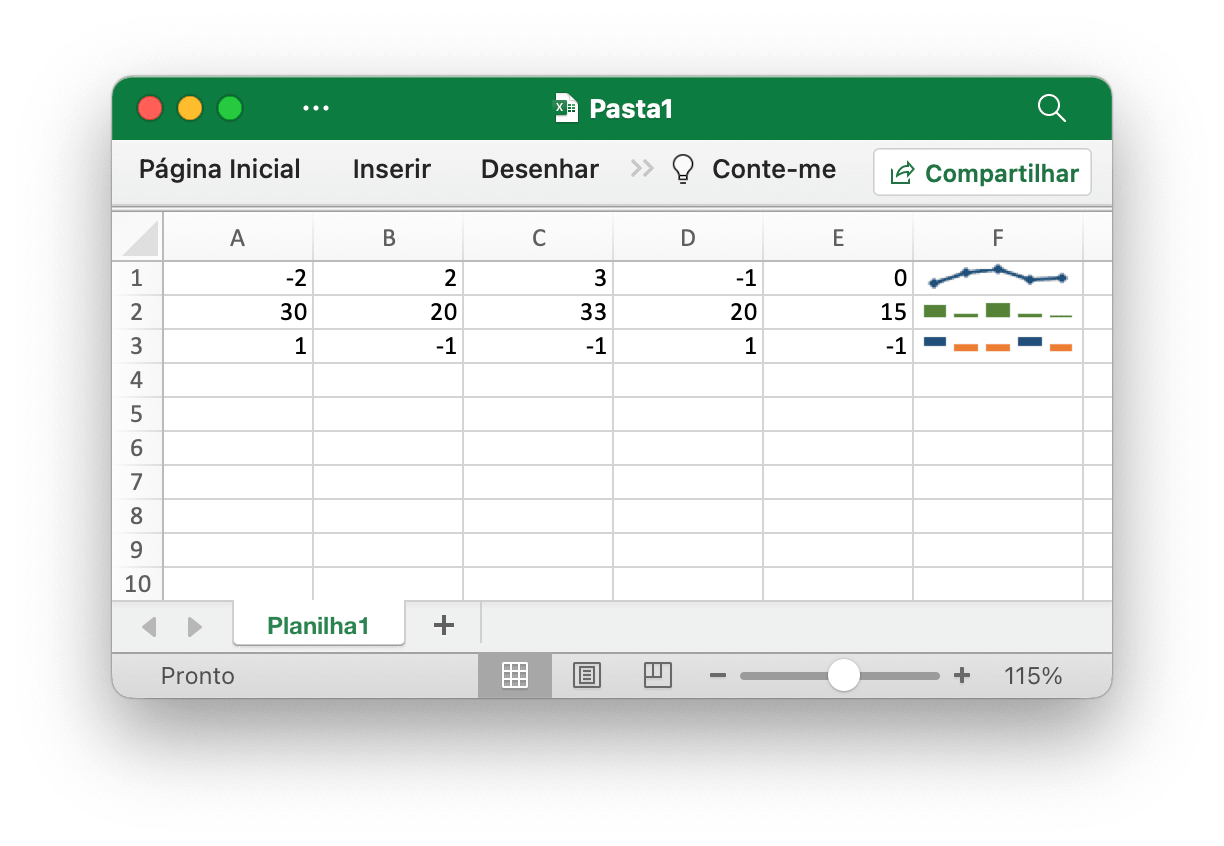 Pasta1
Página Inicial Inserir Desenhar Conte-me Compartilhar
A B C D E F
1 -2 2 3 -1 0
2 30 20 33 20 15
3 1 -1 -1 1 -1
4
5
6
7
8
9
10
Planilha1
Pronto 115%